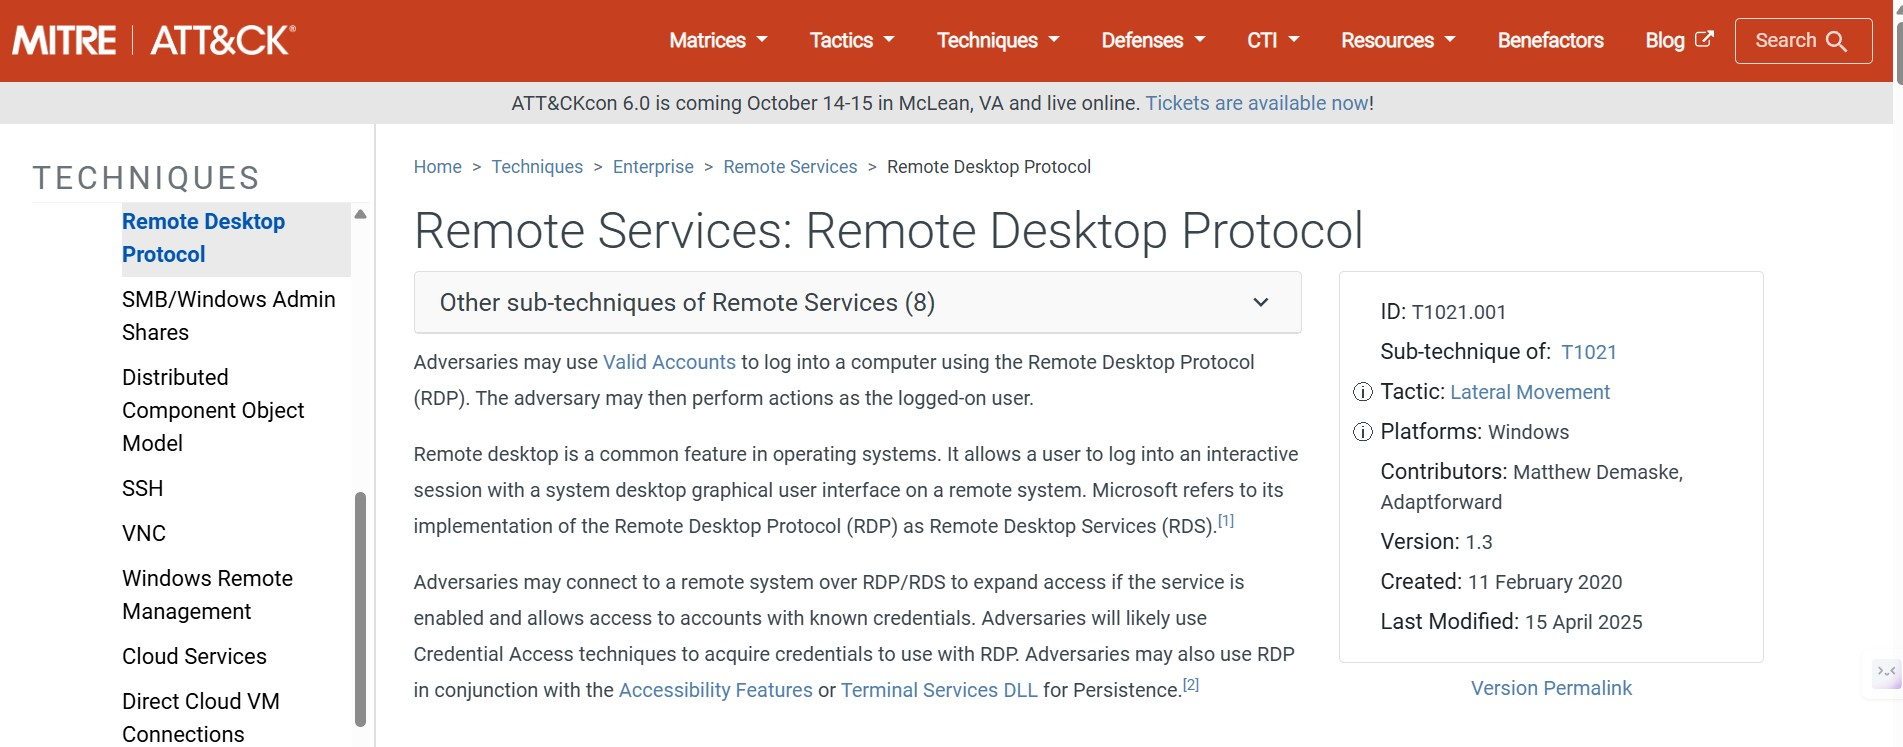 MITRE | ATT&CK®
Matrices Tactics Techniques Defenses CTI Resources Benefactors Blog Search
ATT&CKcon 6.0 is coming October 14-15 in McLean, VA and live online. Tickets are available now!
TECHNIQUES
Remote Desktop
Protocol
SMB/Windows Admin
Shares
Distributed
Component Object
Model
SSH
VNC
Windows Remote
Management
Cloud Services
Direct Cloud VM
Connections
Home > Techniques > Enterprise > Remote Services > Remote Desktop Protocol
Remote Services: Remote Desktop Protocol
Other sub-techniques of Remote Services (8)
Adversaries may use Valid Accounts to log into a computer using the Remote Desktop Protocol
(RDP). The adversary may then perform actions as the logged-on user.
Remote desktop is a common feature in operating systems. It allows a user to log into an interactive
session with a system desktop graphical user interface on a remote system. Microsoft refers to its
implementation of the Remote Desktop Protocol (RDP) as Remote Desktop Services (RDS).[1]
Adversaries may connect to a remote system over RDP/RDS to expand access if the service is
enabled and allows access to accounts with known credentials. Adversaries will likely use
Credential Access techniques to acquire credentials to use with RDP. Adversaries may also use RDP
in conjunction with the Accessibility Features or Terminal Services DLL for Persistence.[2]
ID: T1021.001
Sub-technique of: T1021
Tactic: Lateral Movement
Platforms: Windows
Contributors: Matthew Demaske,
Adaptforward
Version: 1.3
Created: 11 February 2020
Last Modified: 15 April 2025
Version Permalink